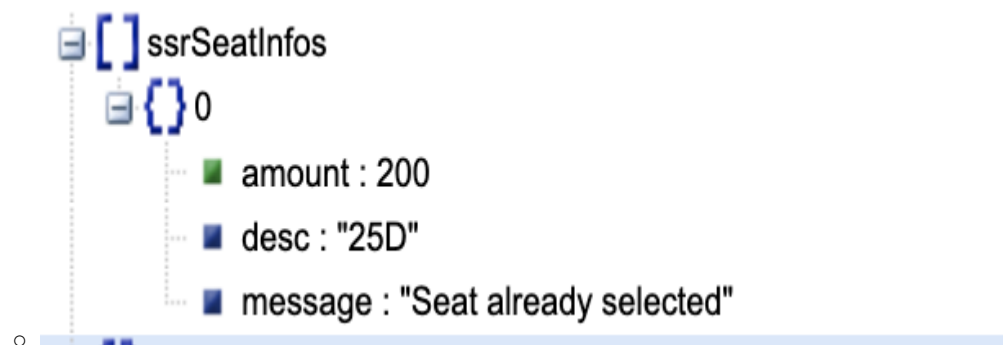 ssrSeatInfos
0
amount : 200
desc : "25D"
message : "Seat already selected"